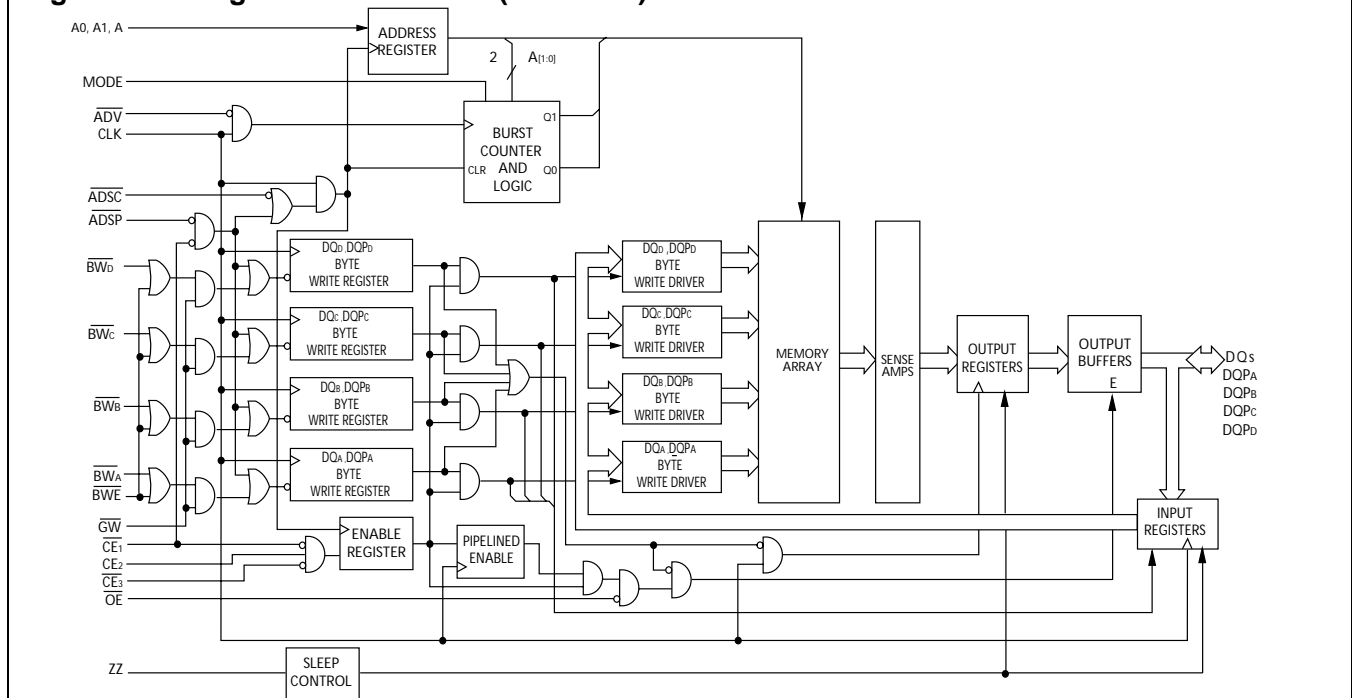 A0, A1, A
ADDRESS
REGISTER
2 A[1:0]
MODE
ADV
CLK
Q1
BURST
COUNTER
CLR AND
LOGIC
Q0
ADSC
ADSP
BWD
DQD,DQPD
BYTE
WRITE REGISTER
DQD,DQPD
BYTE
WRITE DRIVER
BWC
DQC,DQPC
BYTE
WRITE REGISTER
DQC,DQPC
BYTE
WRITE DRIVER
MEMORY
ARRAY
SENSE
AMPS
OUTPUT
REGISTERS
OUTPUT
BUFFERS
E
DQs
DQPA
DQPB
DQPC
DQPD
BWB
DQB,DQPB
BYTE
WRITE REGISTER
DQB,DQPB
BYTE
WRITE DRIVER
BWA
BWE
DQA,DQPA
BYTE
WRITE REGISTER
DQA,DQPA
BYTE
WRITE DRIVER
GW
CE1
CE2
CE3
OE
ENABLE
REGISTER
PIPELINED
ENABLE
INPUT
REGISTERS
ZZ
SLEEP
CONTROL